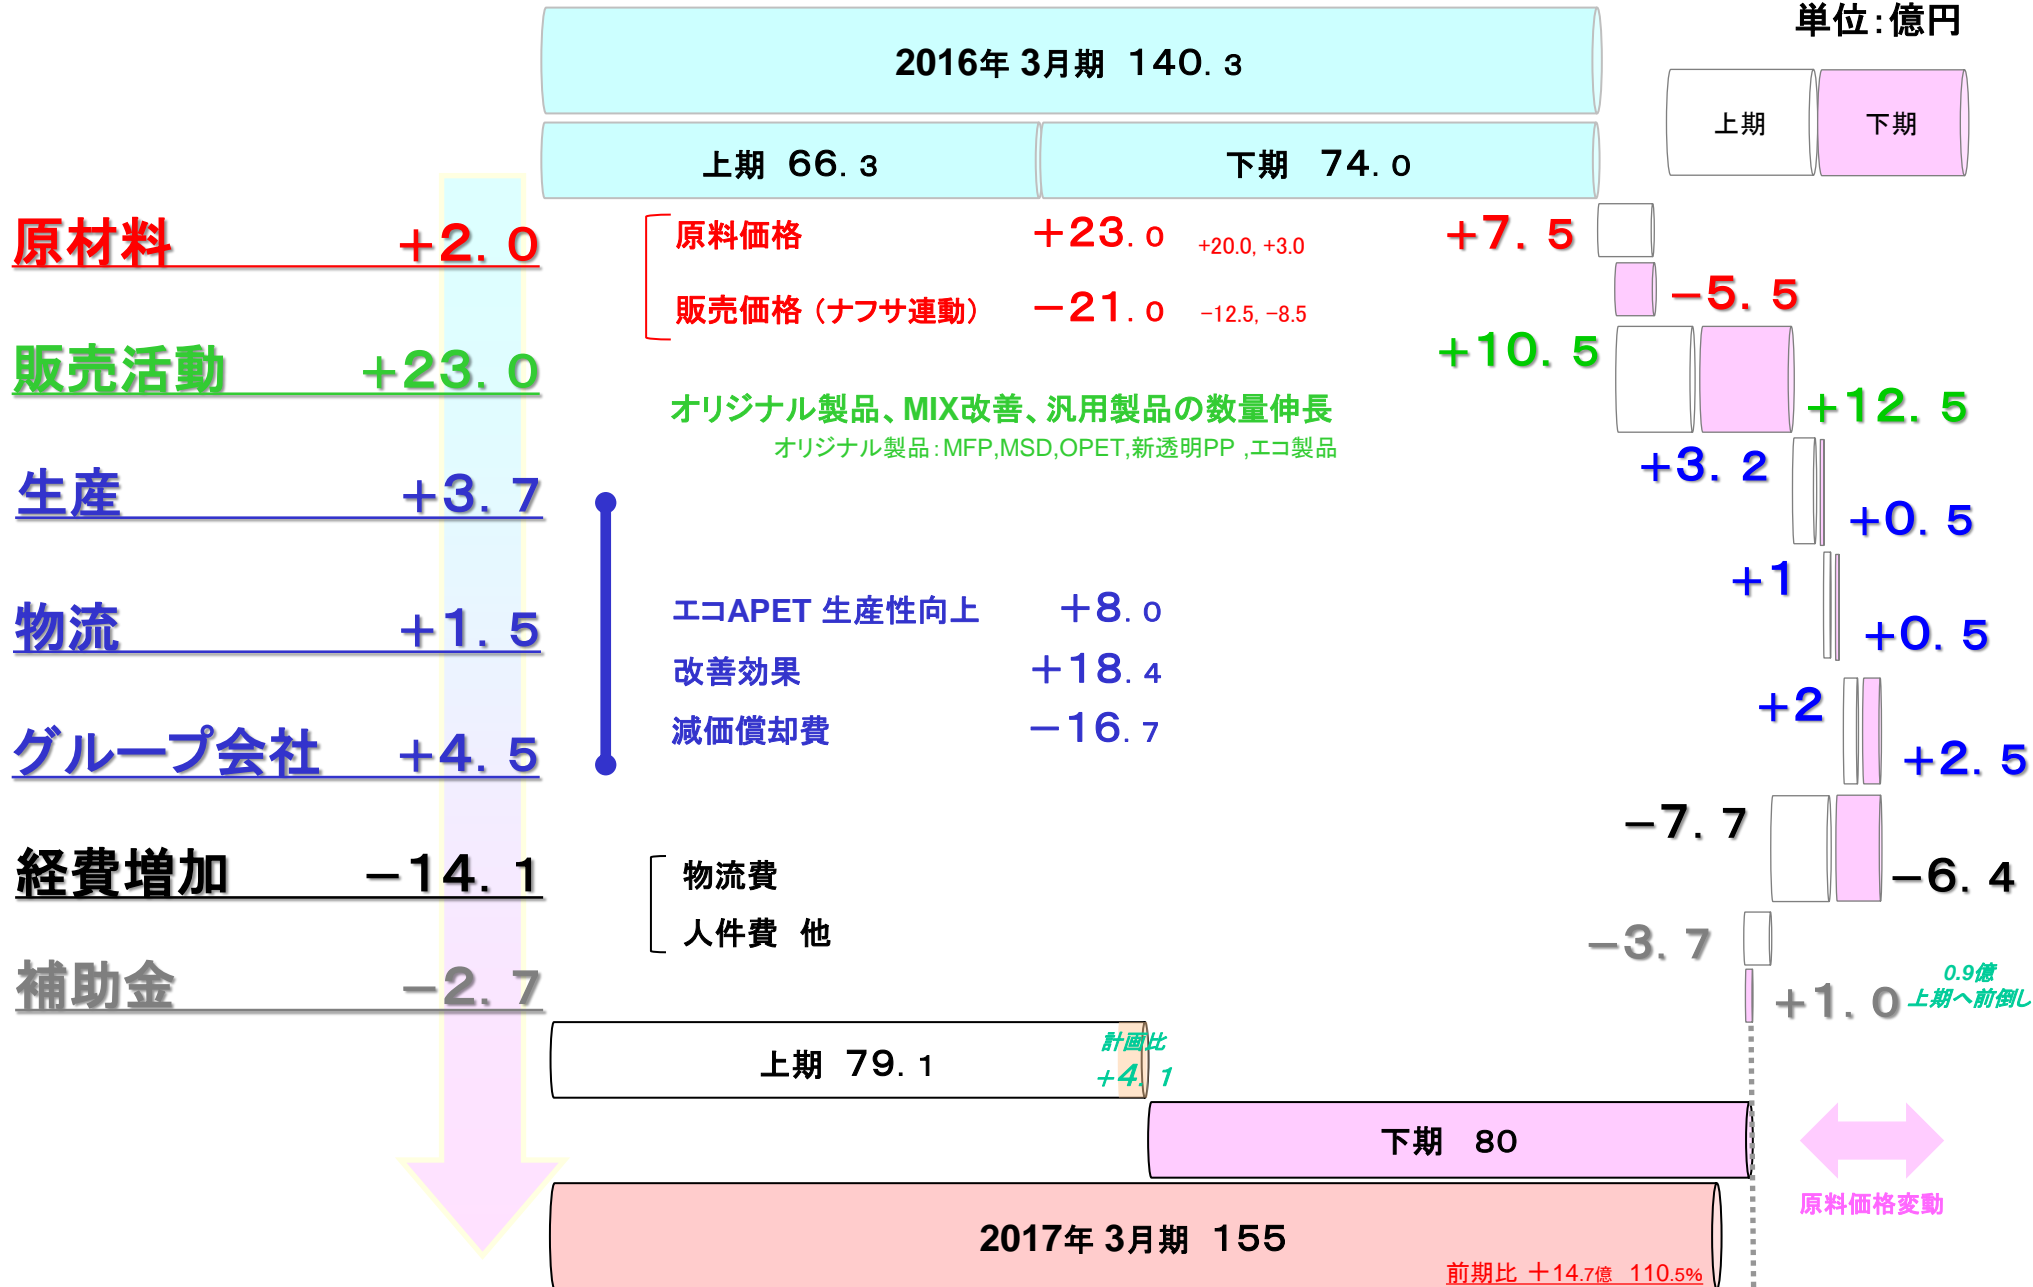 単位：億円
2016年 3月期 140．3
上期 66．3
下期 74．0
上期
下期
原材料 ＋2．0
原料価格 ＋23．0 +20.0, +3.0
販売価格（ナフサ連動） －21．0 －12.5, －8.5
＋7．5
－5．5
販売活動 ＋23．0
オリジナル製品、MIX改善、汎用製品の数量伸長
オリジナル製品：MFP,MSD,OPET,新透明PP ,エコ製品
＋10．5
＋12．5
生産 ＋3．7
＋3．2
＋0．5
物流 ＋1．5
＋1
＋0．5
エコAPET 生産性向上 ＋8．0
改善効果 ＋18．4
減価償却費 －16．7
グループ会社 ＋4．5
＋2
＋2．5
経費増加 －14．1
物流費
人件費 他
－7．7
－6．4
補助金 －2．7
－3．7
＋1．0
0.9億
上期へ前倒し
上期 79．1
計画比
＋4．1
下期 80
原料価格変動
2017年 3月期 155
前期比 ＋14.7億 110.5%